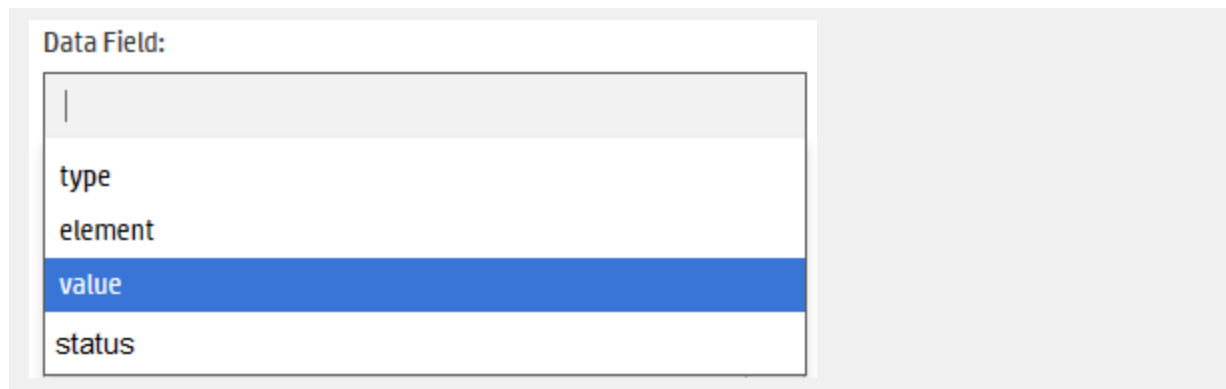 Data Field:
type
element
value
status